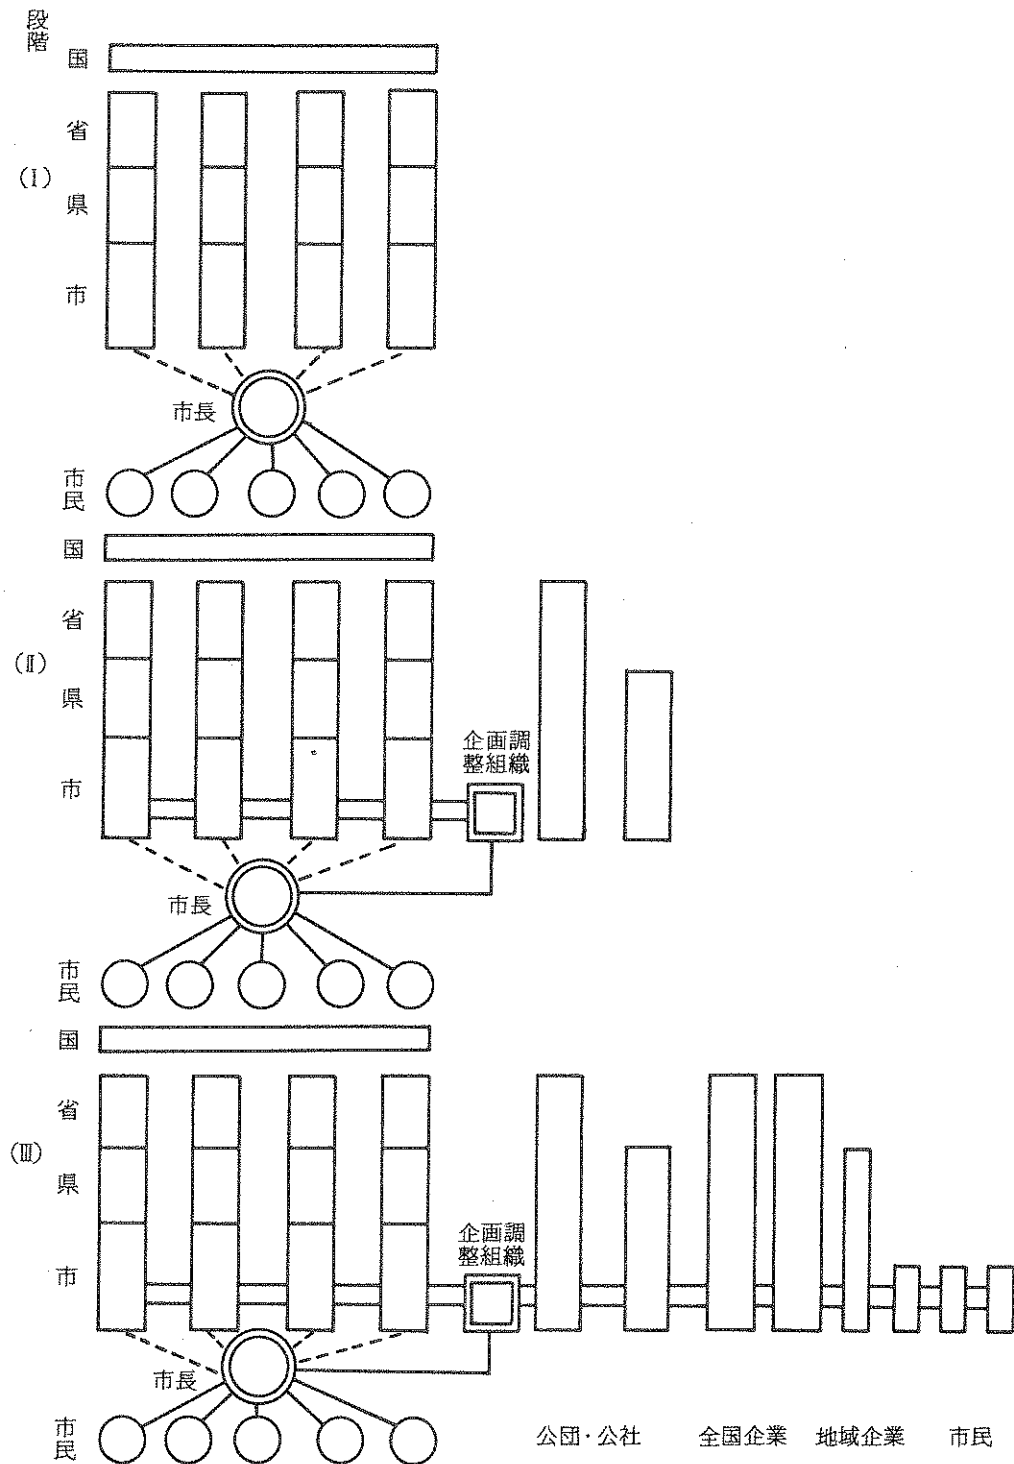 段階
国
省
(Ⅰ)
県
市
市長
市民
国
省
(Ⅱ)
県
企画調
整組織
市
市長
市民
国
省
(Ⅲ)
県
企画調
整組織
市
市長
市民
公団・公社 全国企業 地域企業 市民